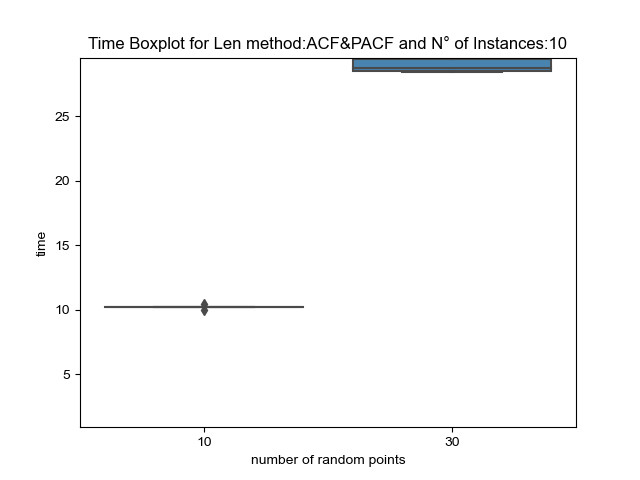 Time Boxplot for Len method:ACF&PACF and N° of Instances:10
25
20
15
10
5
time
10
30
number of random points